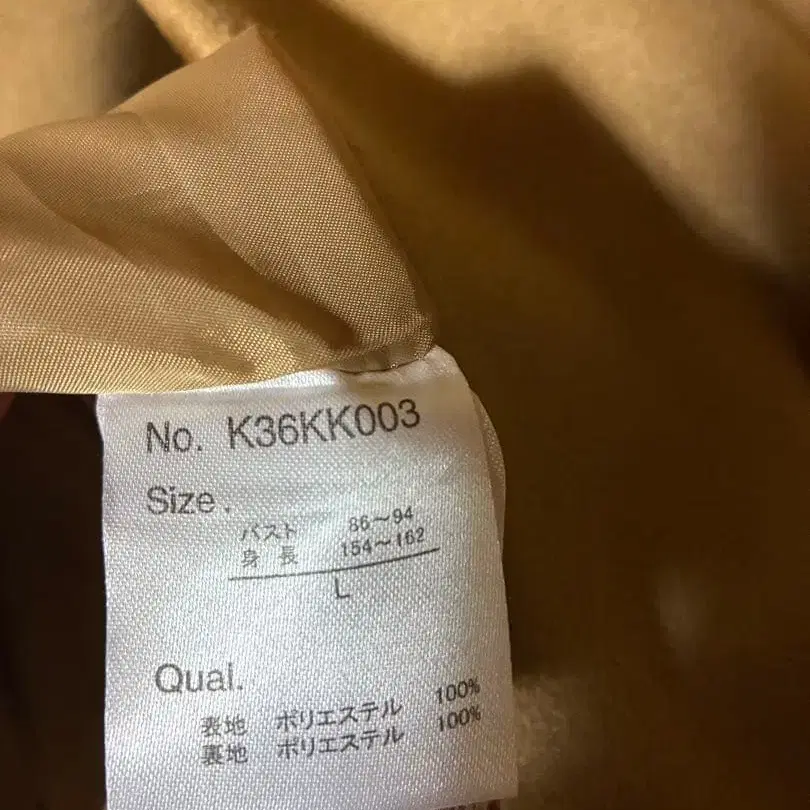 No. K36KK003
Size.
バスト 86～94
身長 154～162
L
Qual.
表地 ポリエステル 100%
裏地 ポリエステル 100%